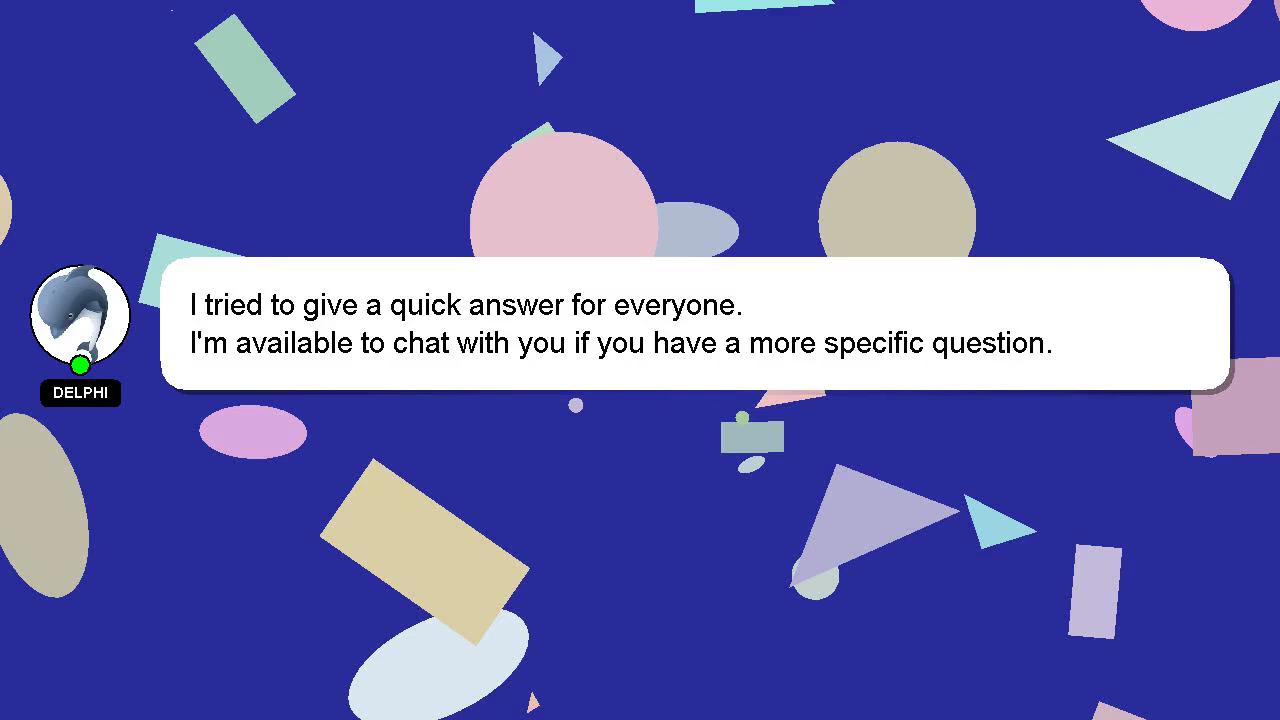 I tried to give a quick answer for everyone.
I'm available to chat with you if you have a more specific question.
DELPHI